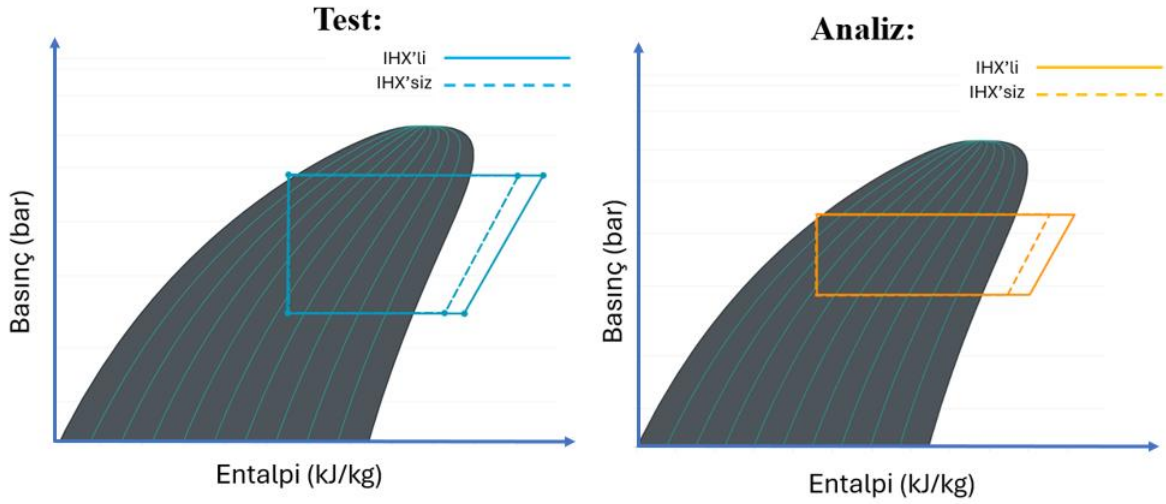 Test:
IHX'li
IHX'siz
Basınç (bar)
Entalpi (kJ/kg)
Analiz:
IHX'li
IHX'siz
Basınç (bar)
Entalpi (kJ/kg)